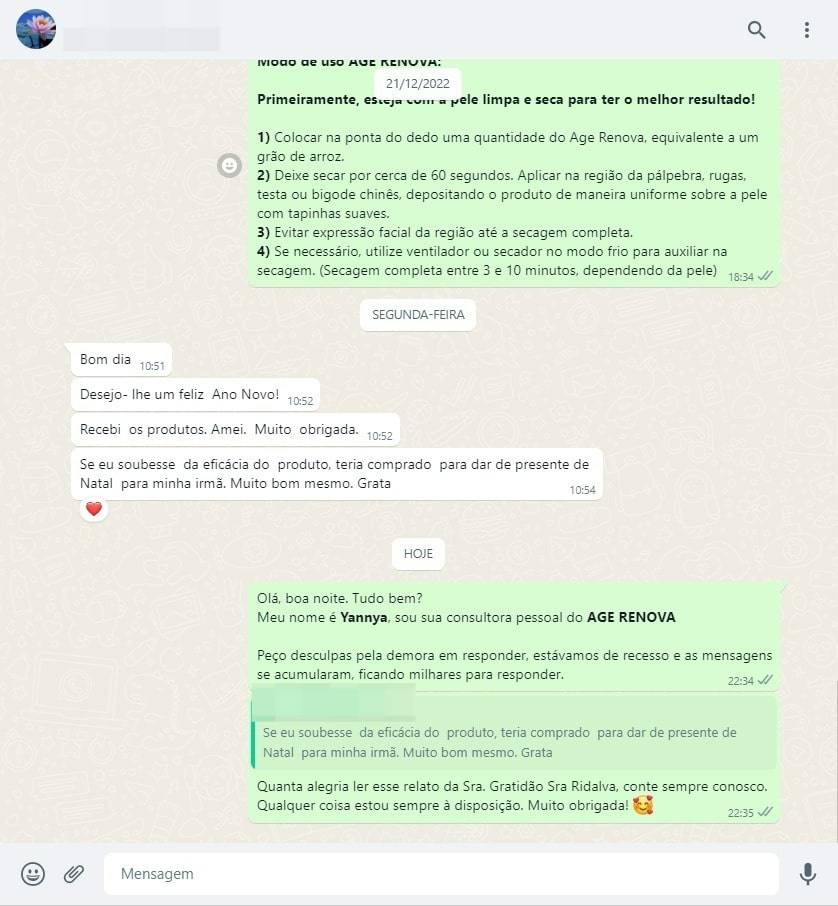 Modo de uso AGE RENOVA:
21/12/2022
Primeiramente, esteja com a pele limpa e seca para ter o melhor resultado!
1) Colocar na ponta do dedo uma quantidade do Age Renova, equivalente a um
grão de arroz.
2) Deixe secar por cerca de 60 segundos. Aplicar na região da pálpebra, rugas,
testa ou bigode chinês, depositando o produto de maneira uniforme sobre a pele
com tapinhas suaves.
3) Evitar expressão facial da região até a secagem completa.
4) Se necessário, utilize ventilador ou secador no modo frio para auxiliar na
secagem. (Secagem completa entre 3 e 10 minutos, dependendo da pele) 18:34
SEGUNDA-FEIRA
Bom dia 10:51
Desejo- lhe um feliz  Ano Novo! 10:52
Recebi  os produtos. Amei.  Muito  obrigada. 10:52
Se eu soubesse  da eficácia do  produto, teria comprado  para dar de presente de
Natal  para minha irmã. Muito bom mesmo. Grata 10:54
HOJE
Olá, boa noite. Tudo bem?
Meu nome é Yannya, sou sua consultora pessoal do AGE RENOVA
Peço desculpas pela demora em responder, estávamos de recesso e as mensagens
se acumularam, ficando milhares para responder. 22:34
Se eu soubesse  da eficácia do  produto, teria comprado  para dar de presente de
Natal  para minha irmã. Muito bom mesmo. Grata
Quanta alegria ler esse relato da Sra. Gratidão Sra Ridalva, conte sempre conosco.
Qualquer coisa estou sempre à disposição. Muito obrigada! 🥰 22:35
Mensagem